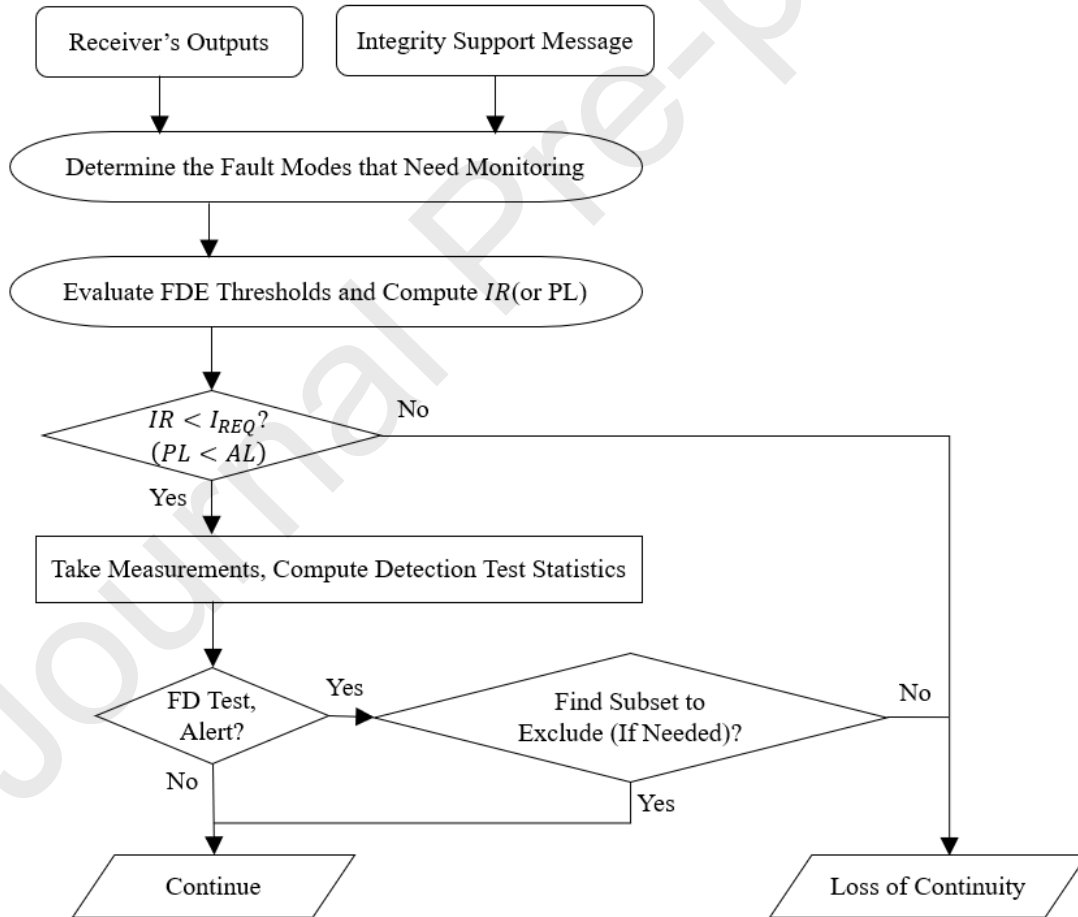 Receiver's Outputs
Integrity Support Message
Determine the Fault Modes that Need Monitoring
Evaluate FDE Thresholds and Compute IR(or PL)
IR < I_REQ?
(PL < AL)
No
Yes
Take Measurements, Compute Detection Test Statistics
FD Test,
Alert?
Yes
Find Subset to
Exclude (If Needed)?
No
No
Yes
Continue
Loss of Continuity
Journal Pre-p